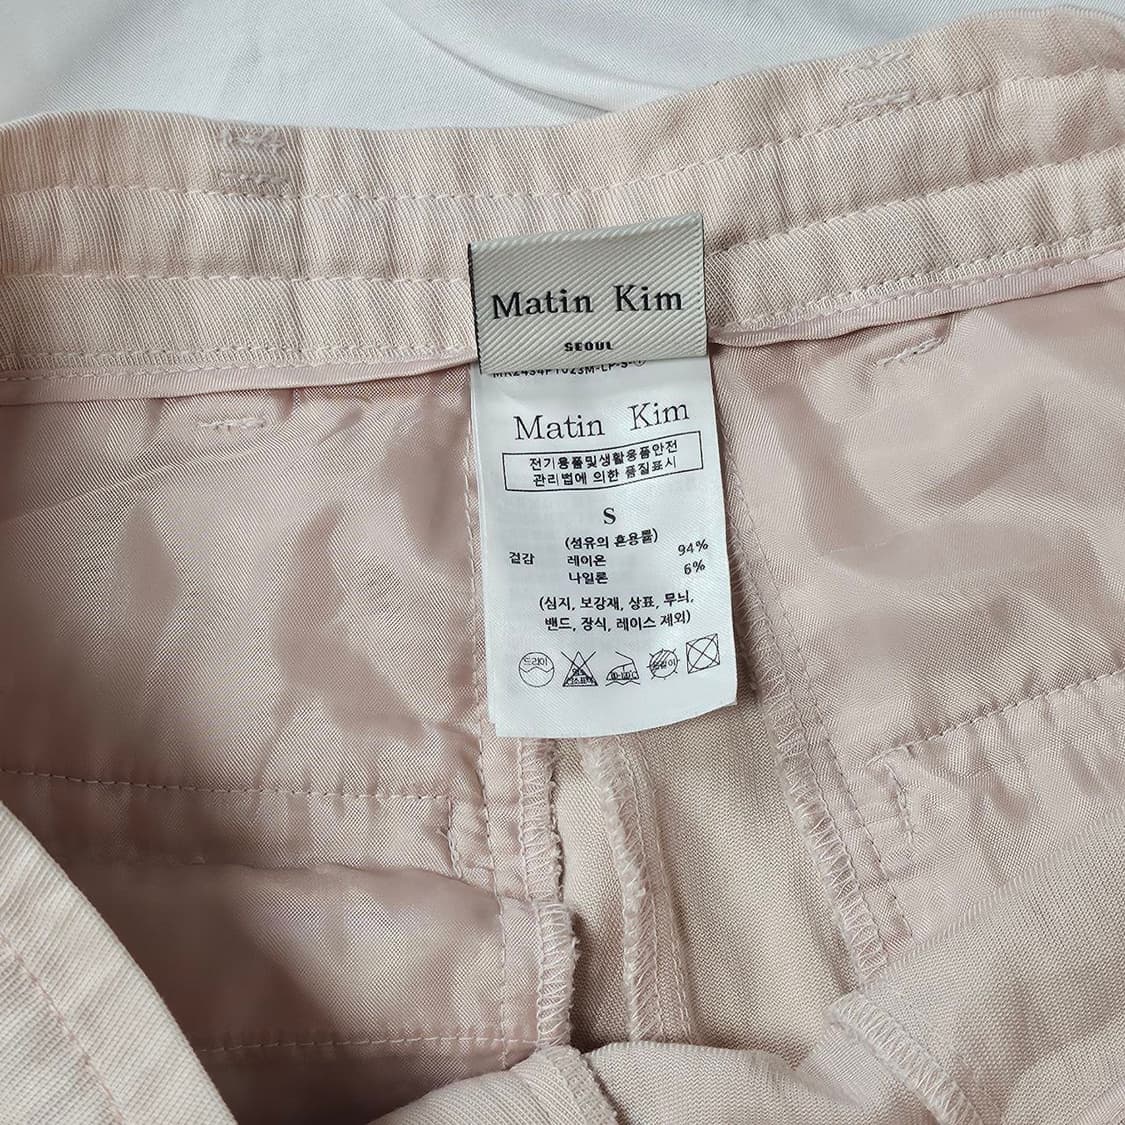 Matin Kim
SEOUL
Matin Kim
전기용품및생활용품안전
관리법에 의한 품질표시
S
(섬유의 혼용률)
겉감 레이온 94%
나일론 6%
(심지, 보강재, 상표, 무늬,
밴드, 장식, 레이스 제외)
드라이